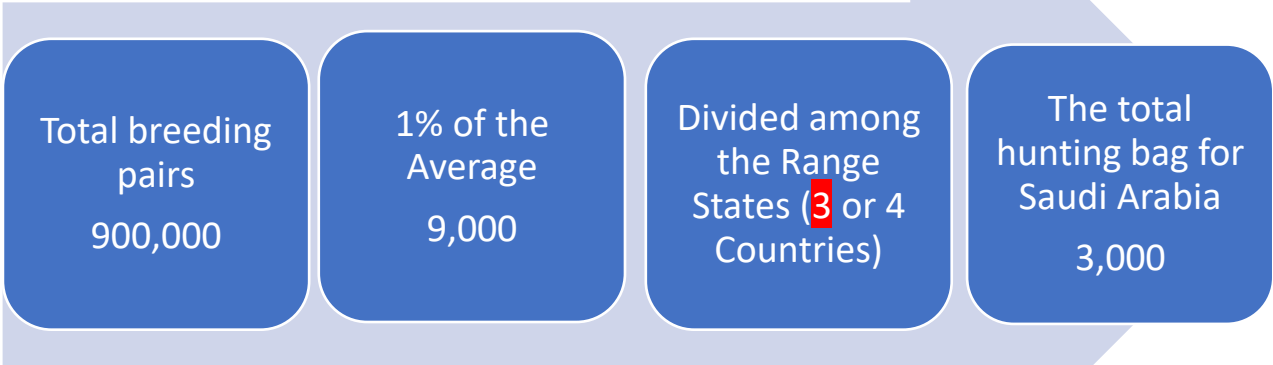 Total breeding
pairs
900,000
1% of the
Average
9,000
Divided among
the Range
States (3 or 4
Countries)
The total
hunting bag for
Saudi Arabia
3,000